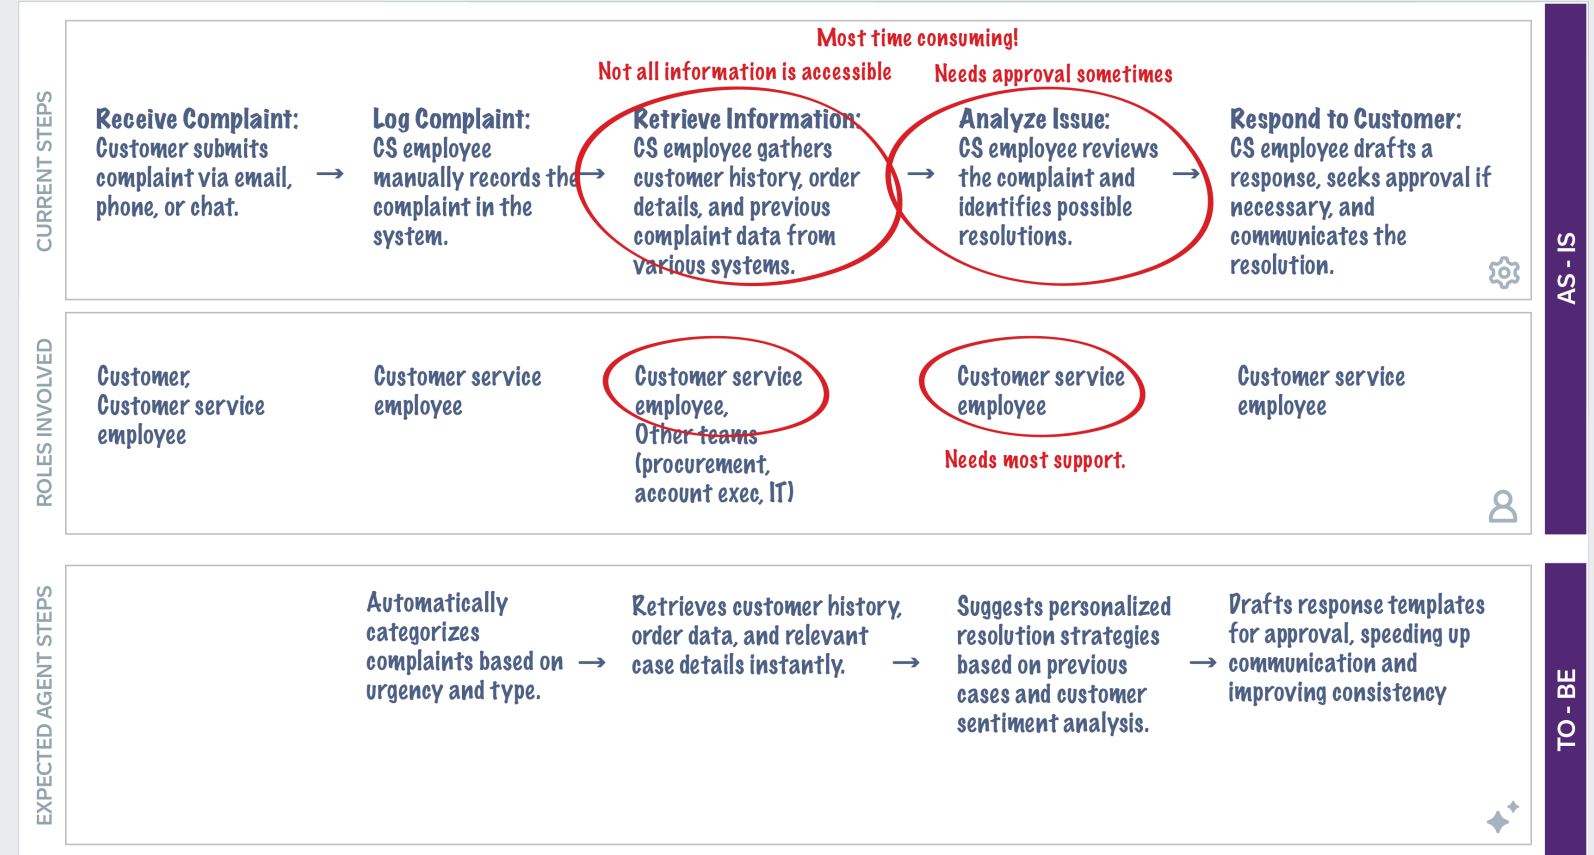 CURRENT STEPS
Most time consuming!
Not all information is accessible
Needs approval sometimes
Receive Complaint:
Customer submits
complaint via email,
phone, or chat.
→
Log Complaint:
CS employee
manually records the
complaint in the
system.
→
Retrieve Information:
CS employee gathers
customer history, order
details, and previous
complaint data from
various systems.
→
Analyze Issue:
CS employee reviews
the complaint and
identifies possible
resolutions.
→
Respond to Customer:
CS employee drafts a
response, seeks approval if
necessary, and
communicates the
resolution.
AS - IS
ROLES INVOLVED
Customer,
Customer service
employee
Customer service
employee
Customer service
employee,
Other teams
(procurement,
account exec, IT)
Customer service
employee
Needs most support.
Customer service
employee
EXPECTED AGENT STEPS
Automatically
categorizes
complaints based on
urgency and type.
→
Retrieves customer history,
order data, and relevant
case details instantly.
→
Suggests personalized
resolution strategies
based on previous
cases and customer
sentiment analysis.
→
Drafts response templates
for approval, speeding up
communication and
improving consistency
TO - BE